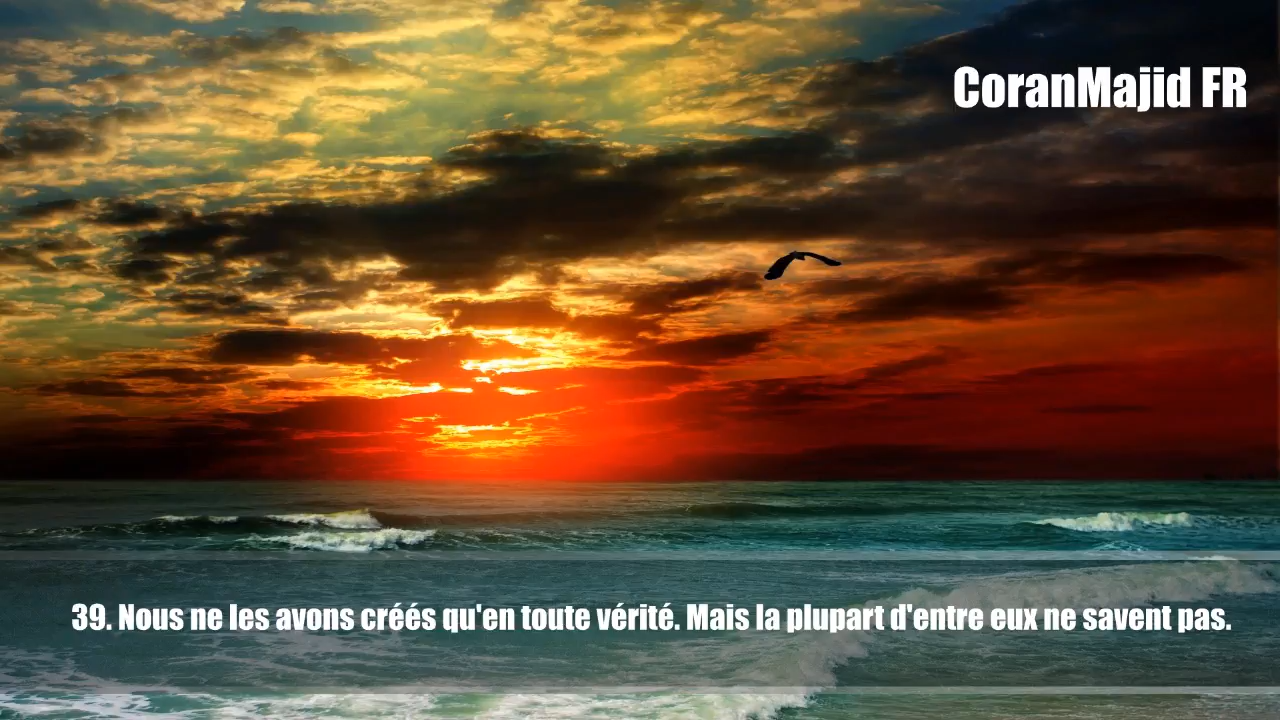 CoranMajid FR
39. Nous ne les avons créés qu'en toute vérité. Mais la plupart d'entre eux ne savent pas.